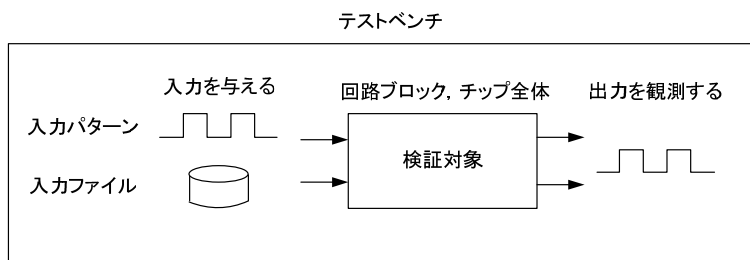 テストベンチ
入力を与える
回路ブロック, チップ全体
出力を観測する
入力パターン
検証対象
入力ファイル